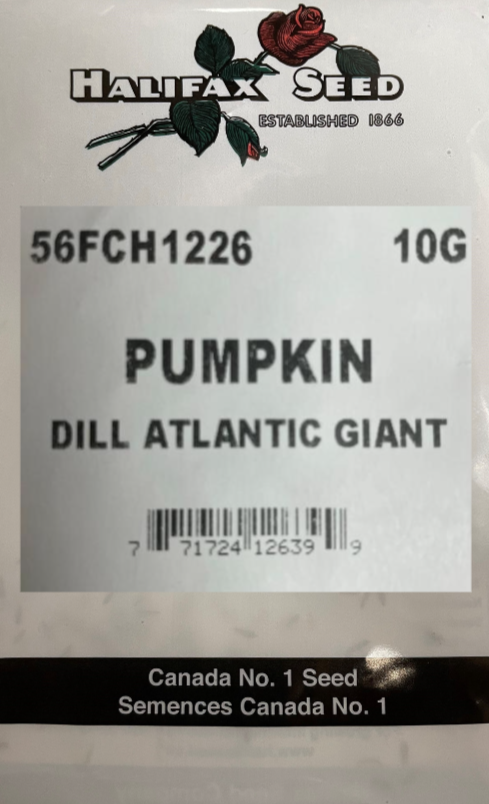 HALIFAX SEED
ESTABLISHED 1866
56FCH1226 10G
PUMPKIN
DILL ATLANTIC GIANT
7 71724 12639 9
Canada No. 1 Seed
Semences Canada No. 1